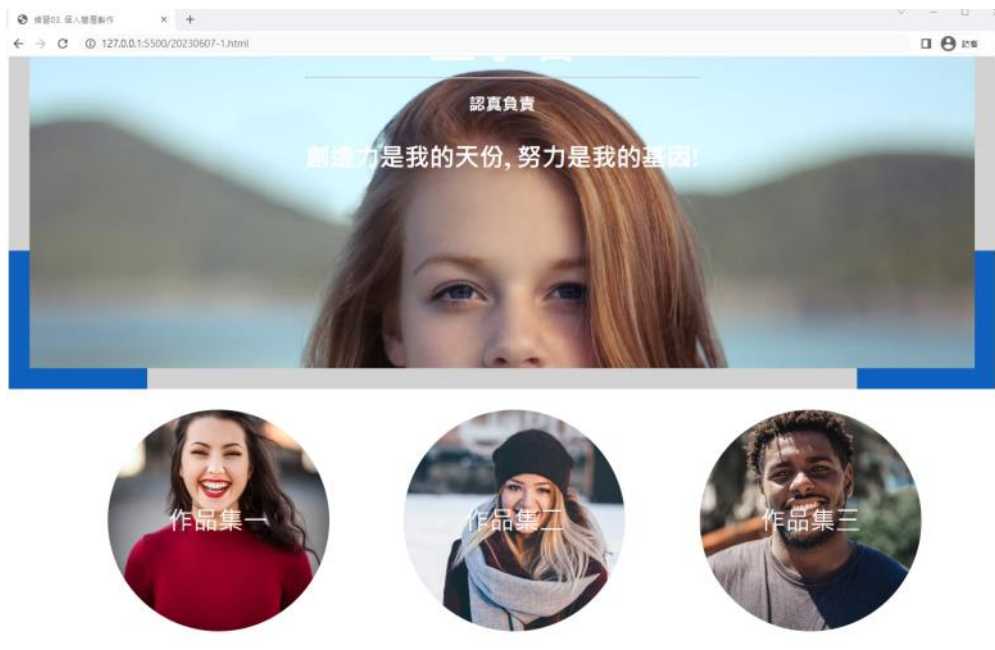 練習03. 個人簡歷製作
127.0.0.1:5500/20230607-1.html
訪客
認真負責
創造力是我的天份, 努力是我的基因!
作品集一
作品集二
作品集三